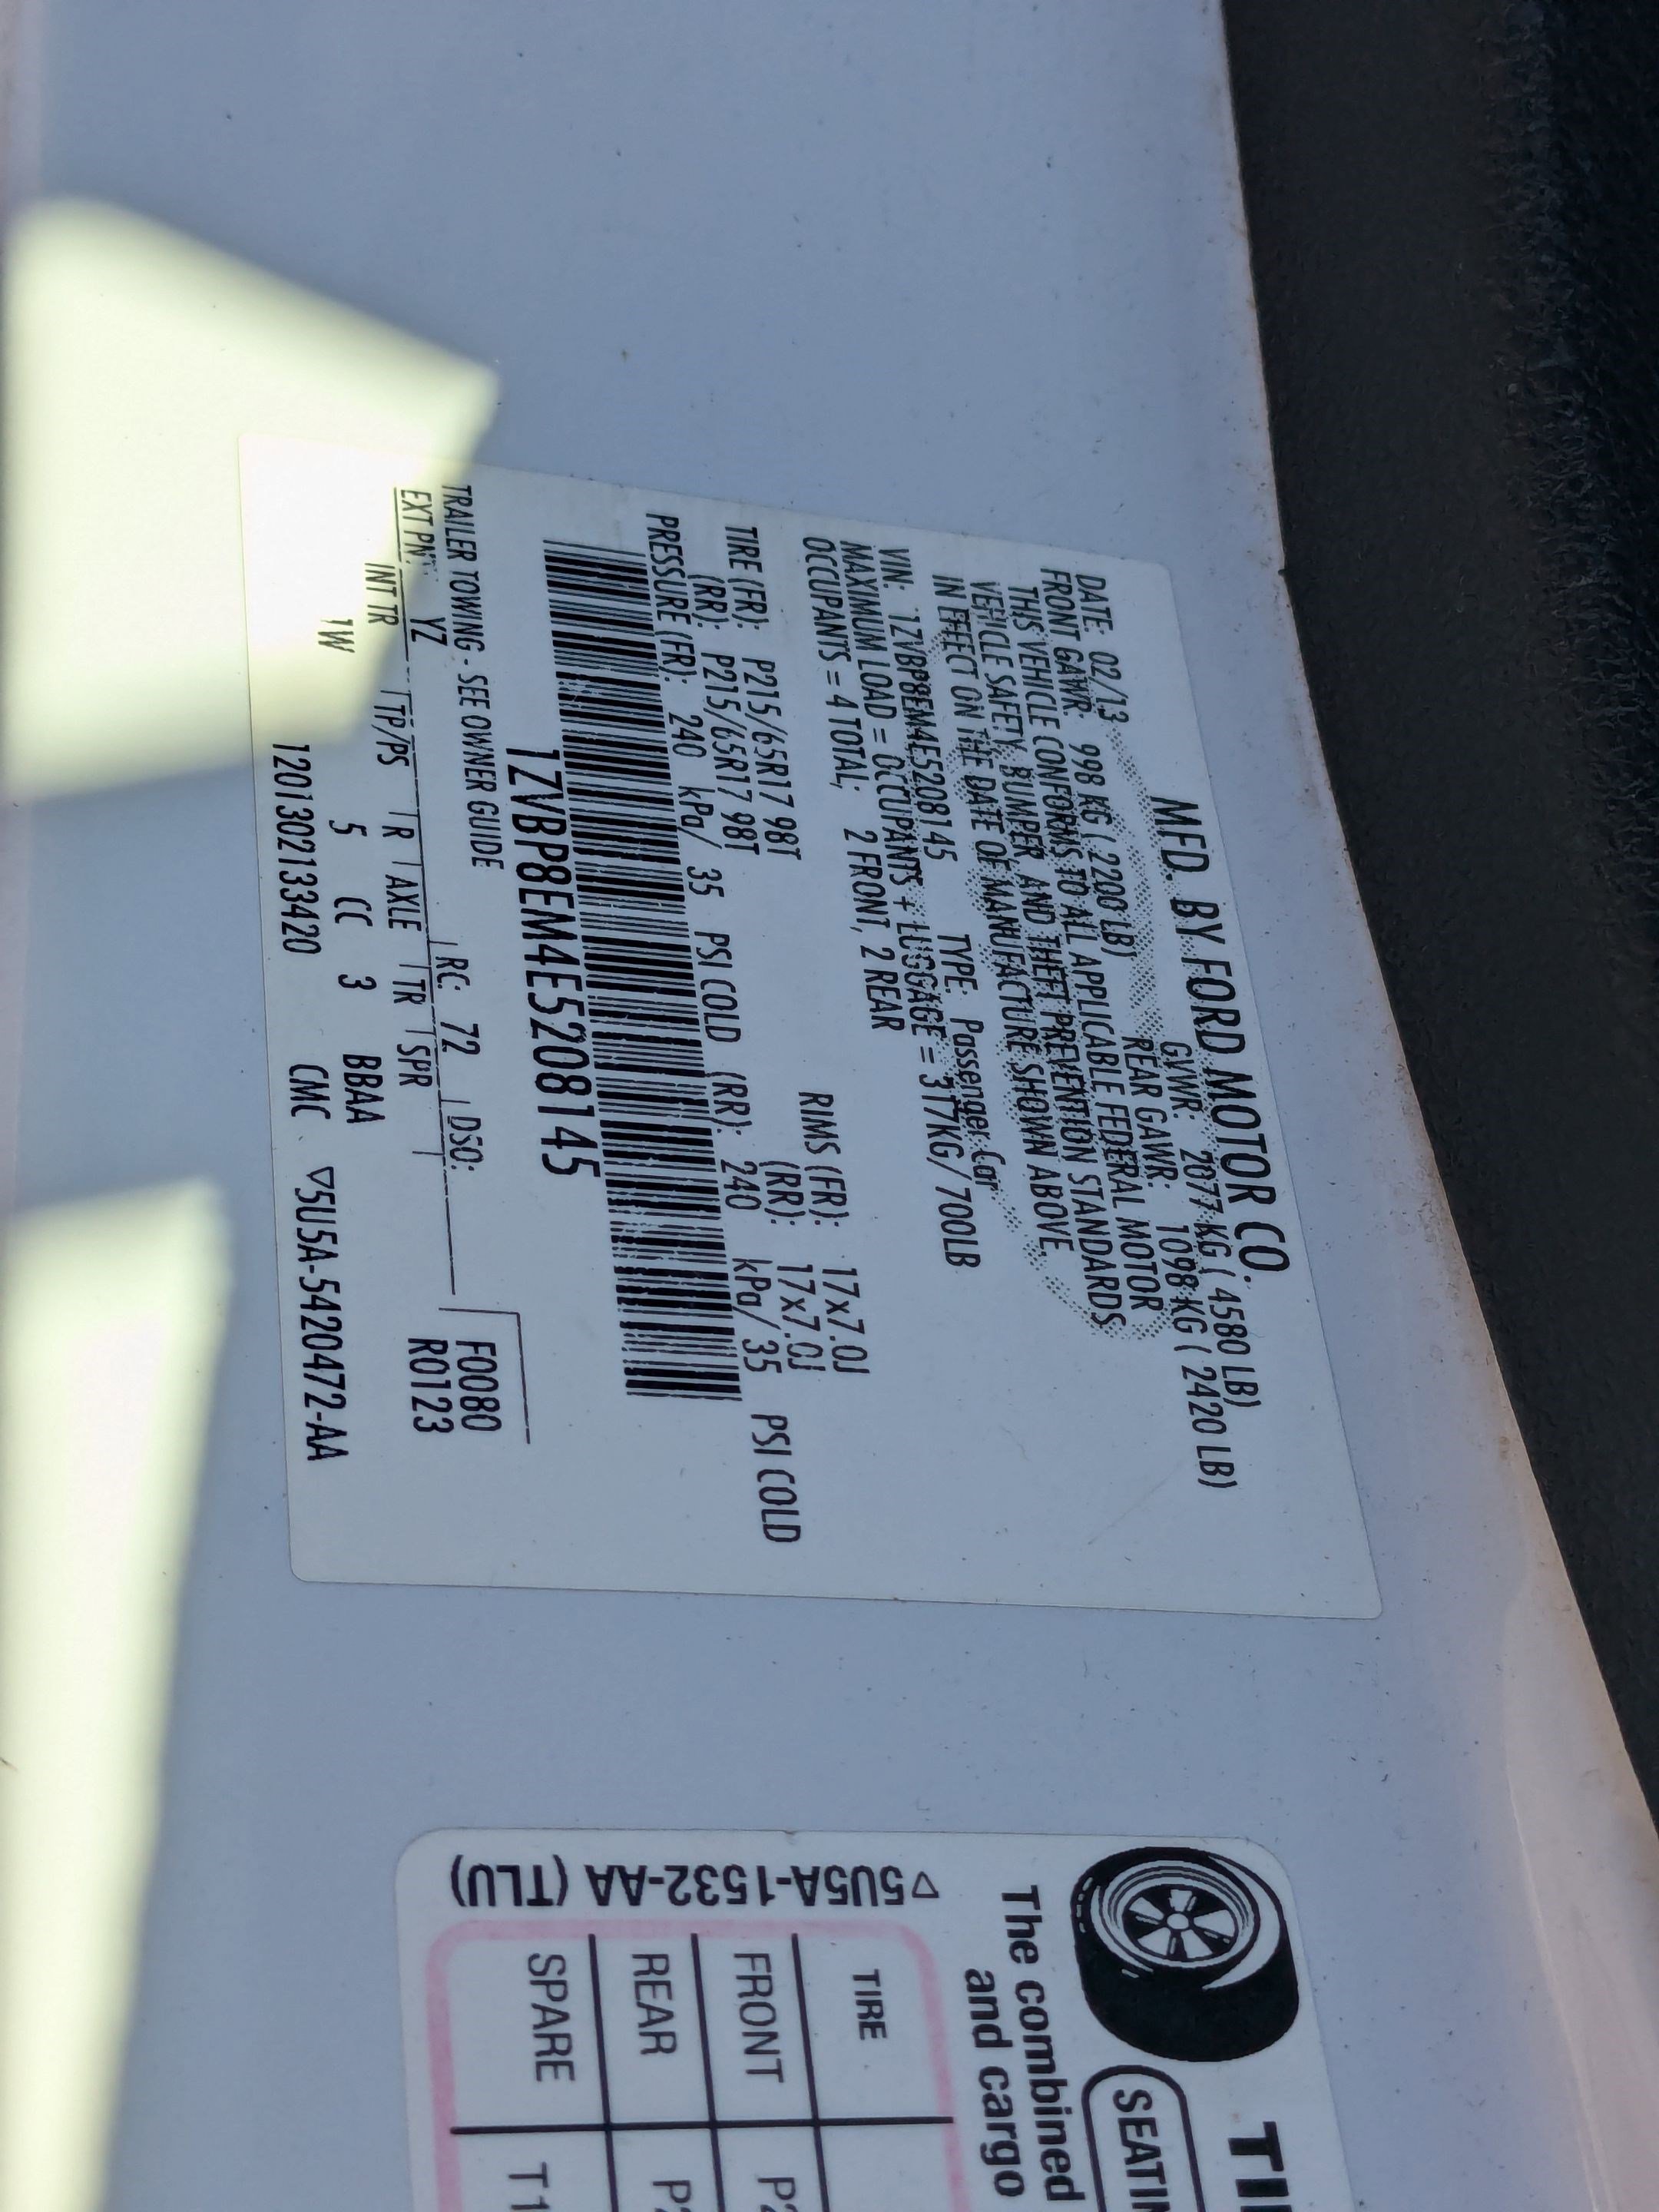 MFD. BY FORD MOTOR CO.
DATE: 02/13 GVWR: 2077 KG ( 4580 LB)
FRONT GAWR: 998 KG ( 2200 LB) REAR GAWR: 1098 KG ( 2420 LB)
THIS VEHICLE CONFORMS TO ALL APPLICABLE FEDERAL MOTOR
VEHICLE SAFETY, BUMPER, AND THEFT PREVENTION STANDARDS
IN EFFECT ON THE DATE OF MANUFACTURE SHOWN ABOVE.
VIN: 1ZVBP8EM4E5208145 TYPE: Passenger Car
MAXIMUM LOAD = OCCUPANTS + LUGGAGE = 317KG/ 700LB
OCCUPANTS = 4 TOTAL; 2 FRONT, 2 REAR
TIRE (FR): P215/65R17 98T RIMS (FR): 17x7.0J
(RR): P215/65R17 98T (RR): 17x7.0J
PRESSURE (FR): 240 kPa/ 35 PSI COLD (RR): 240 kPa/ 35 PSI COLD
1ZVBP8EM4E5208145
TRAILER TOWING - SEE OWNER GUIDE
EXT PNT: YZ RC: 72 DSO:
F0080
R0123
INT TR TP/PS R AXLE TR SPR
1W 5 CC 3 BBAA
1201302133420 CMC ▽5U5A-5420472-AA
TI
SEATIN
The combined
and cargo
TIRE
FRONT P2
REAR P2
SPARE T1
▽5U5A-1532-AA (TLU)